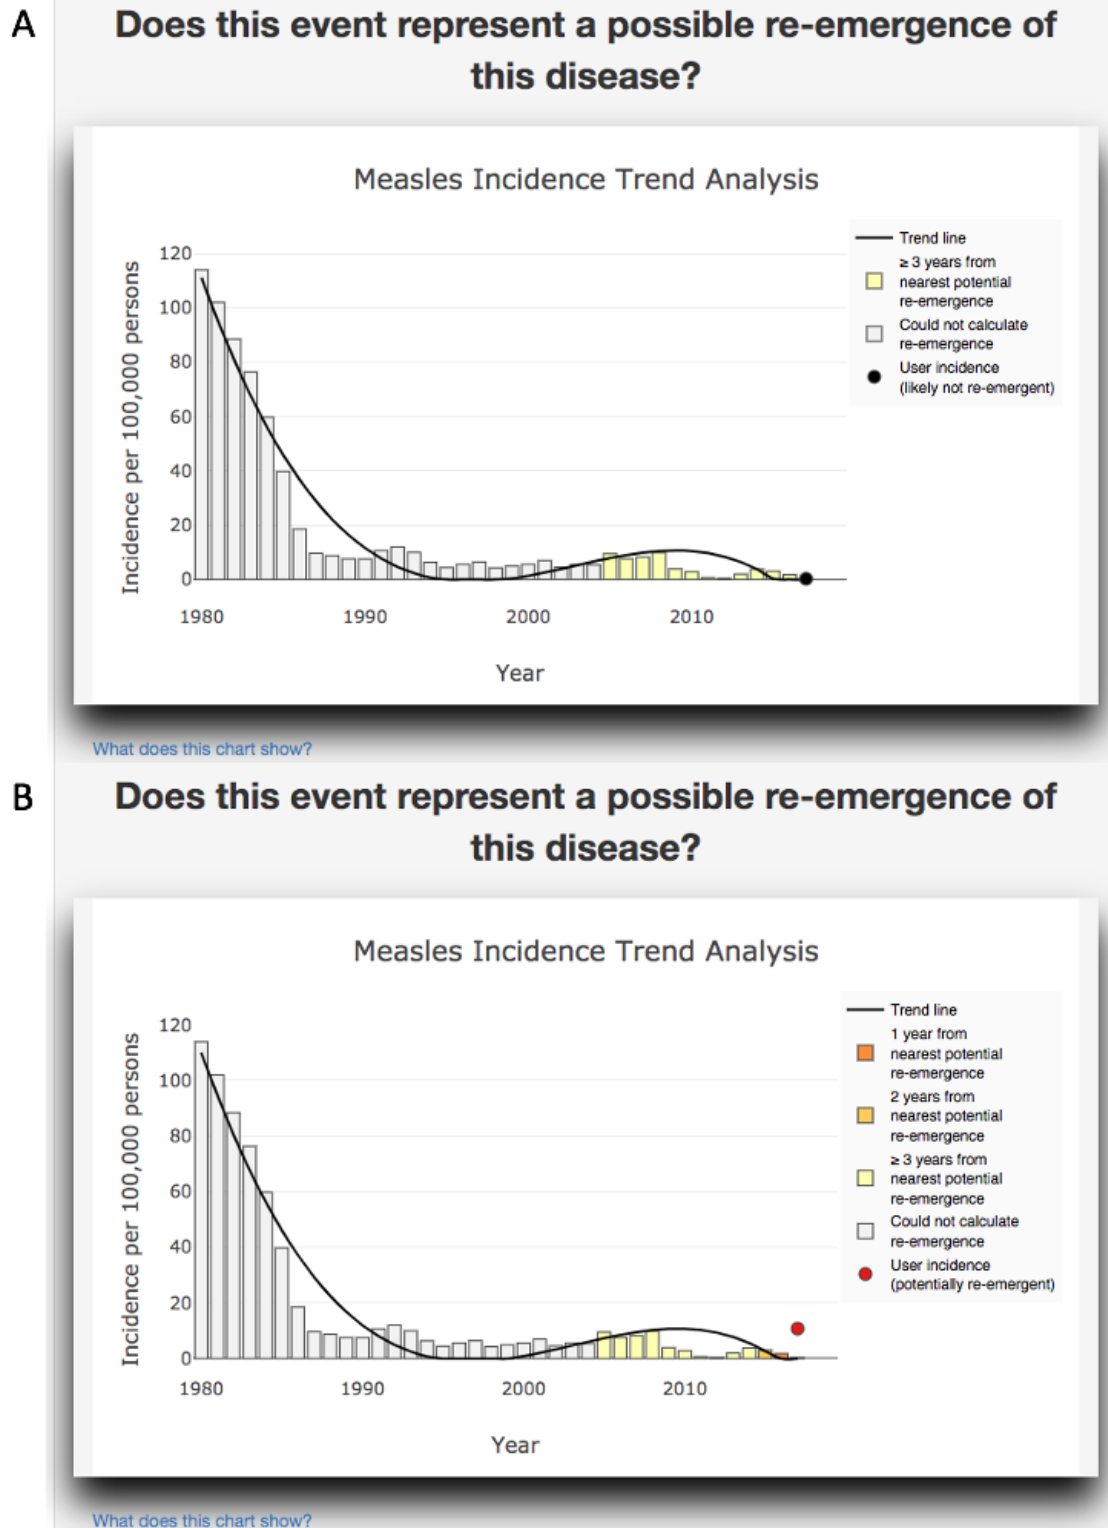 A
Does this event represent a possible re-emergence of
this disease?
Measles Incidence Trend Analysis
Incidence per 100,000 persons
120
100
80
60
40
20
0
1980
1990
2000
2010
Year
Trend line
≥ 3 years from
nearest potential
re-emergence
Could not calculate
re-emergence
User incidence
(likely not re-emergent)
What does this chart show?
B
Does this event represent a possible re-emergence of
this disease?
Measles Incidence Trend Analysis
Incidence per 100,000 persons
120
100
80
60
40
20
0
1980
1990
2000
2010
Year
Trend line
1 year from
nearest potential
re-emergence
2 years from
nearest potential
re-emergence
≥ 3 years from
nearest potential
re-emergence
Could not calculate
re-emergence
User incidence
(potentially re-emergent)
What does this chart show?